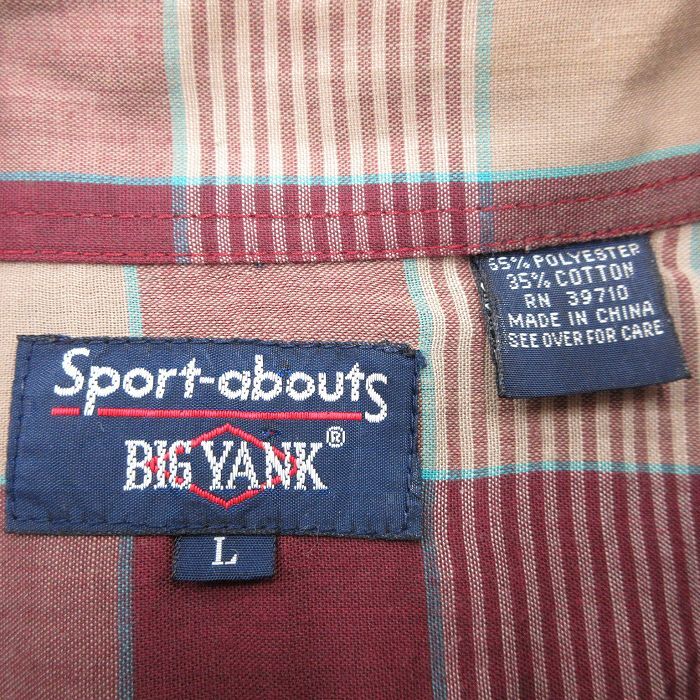 Sport-abouts
BIG YANK®
L
65% POLYESTER
35% COTTON
RN 39710
MADE IN CHINA
SEE OVER FOR CARE